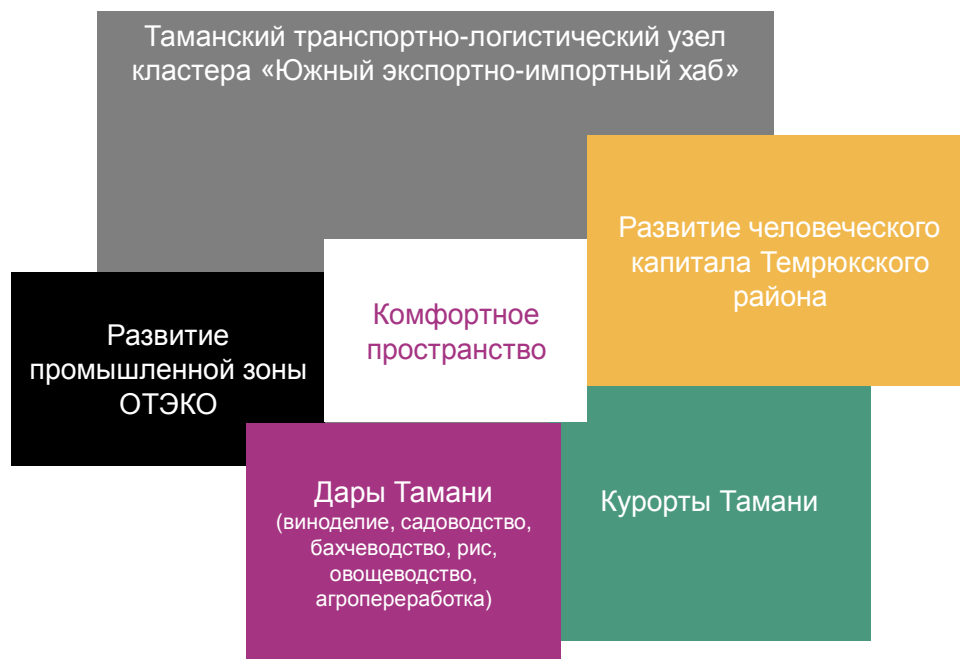 Таманский транспортно-логистический узел
кластера «Южный экспортно-импортный хаб»
Развитие человеческого
капитала Темрюкского
района
Комфортное
пространство
Развитие
промышленной зоны
ОТЭКО
Дары Тамани
(виноделие, садоводство,
бахчеводство, рис,
овощеводство,
агропереработка)
Курорты Тамани